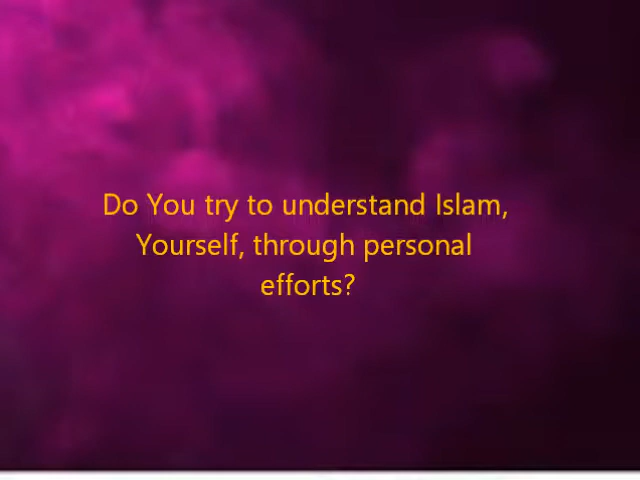 Do You try to understand Islam,
Yourself, through personal
efforts?